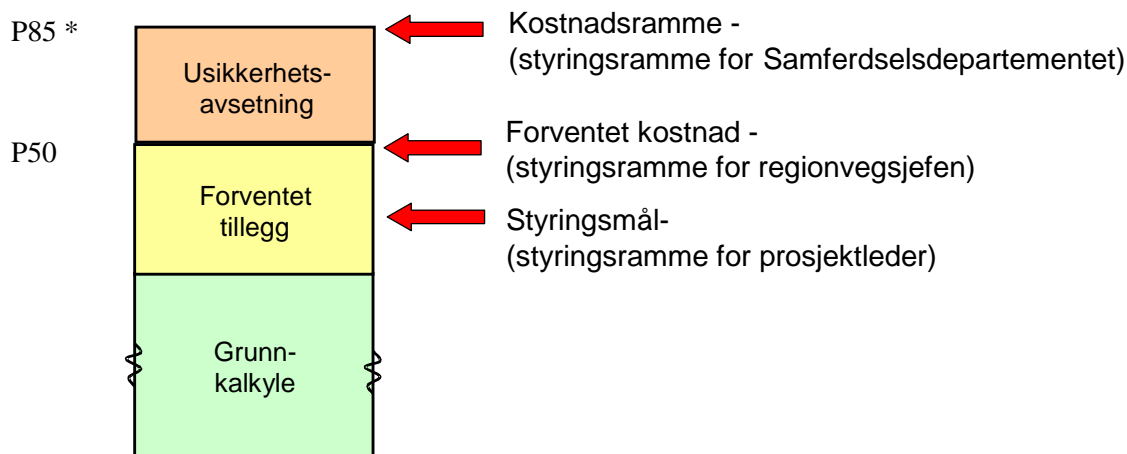 P85 *
Usikkerhets-
avsetning
Kostnadsramme -
(styringsramme for Samferdselsdepartementet)
P50
Forventet kostnad -
(styringsramme for regionvegsjefen)
Forventet
tillegg
Styringsmål-
(styringsramme for prosjektleder)
Grunn-
kalkyle